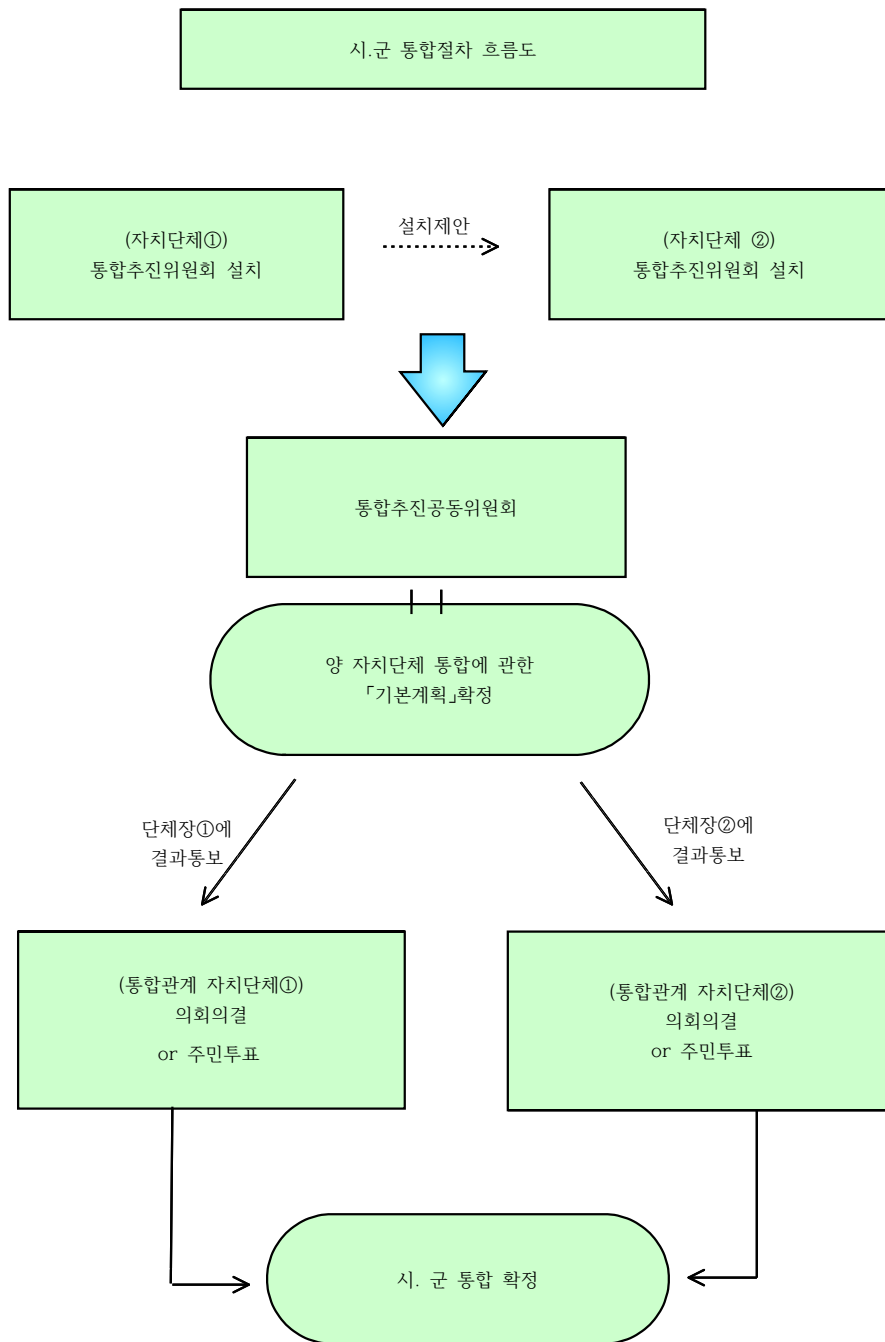 시.군 통합절차 흐름도
(자치단체①)
통합추진위원회 설치
설치제안
(자치단체 ②)
통합추진위원회 설치
통합추진공동위원회
양 자치단체 통합에 관한
「기본계획」확정
단체장①에
결과통보
단체장②에
결과통보
(통합관계 자치단체①)
의회의결
or 주민투표
(통합관계 자치단체②)
의회의결
or 주민투표
시. 군 통합 확정